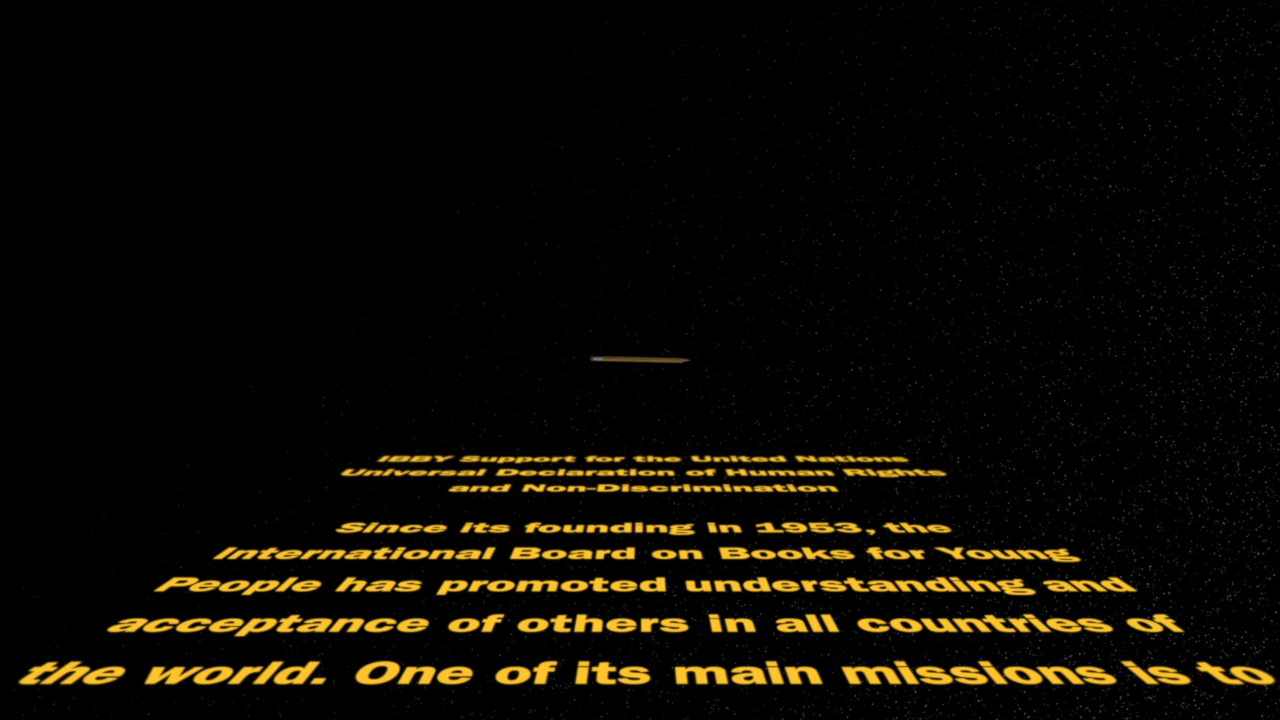 IBBY Support for the United Nations
Universal Declaration of Human Rights
and Non-Discrimination
Since its founding in 1953, the
International Board on Books for Young
People has promoted understanding and
acceptance of others in all countries of
the world. One of its main missions is to